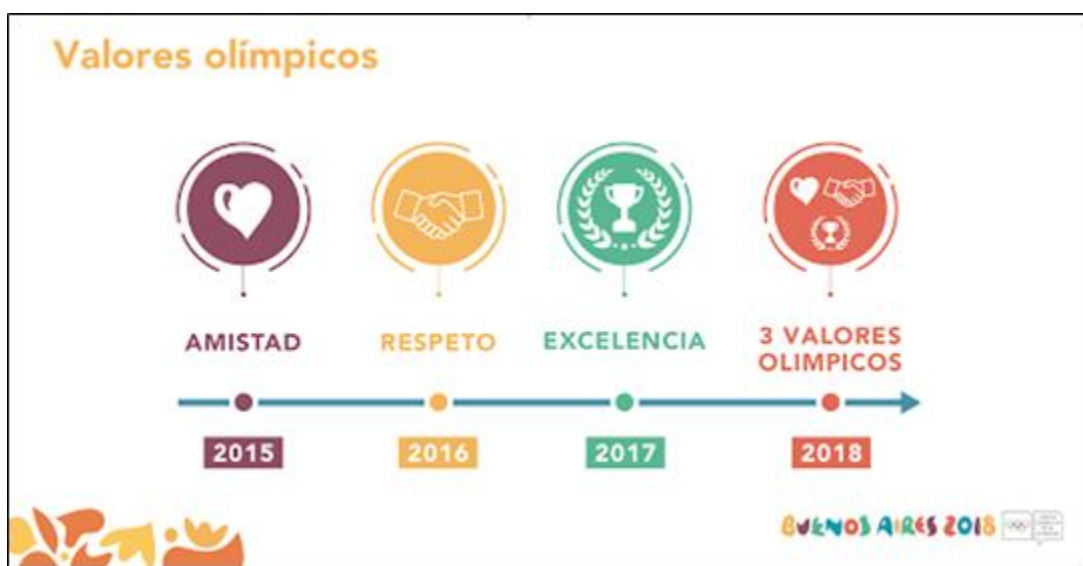 Valores olímpicos
AMISTAD
RESPETO
EXCELENCIA
3 VALORES
OLIMPICOS
2015
2016
2017
2018
BUENOS AIRES 2018